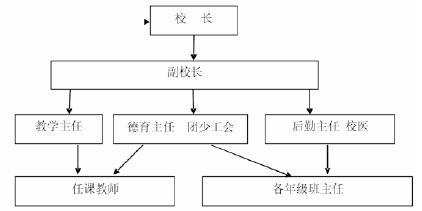 校 长
副校长
教学主任
德育主任 团少工会
后勤主任 校医
任课教师
各年级班主任